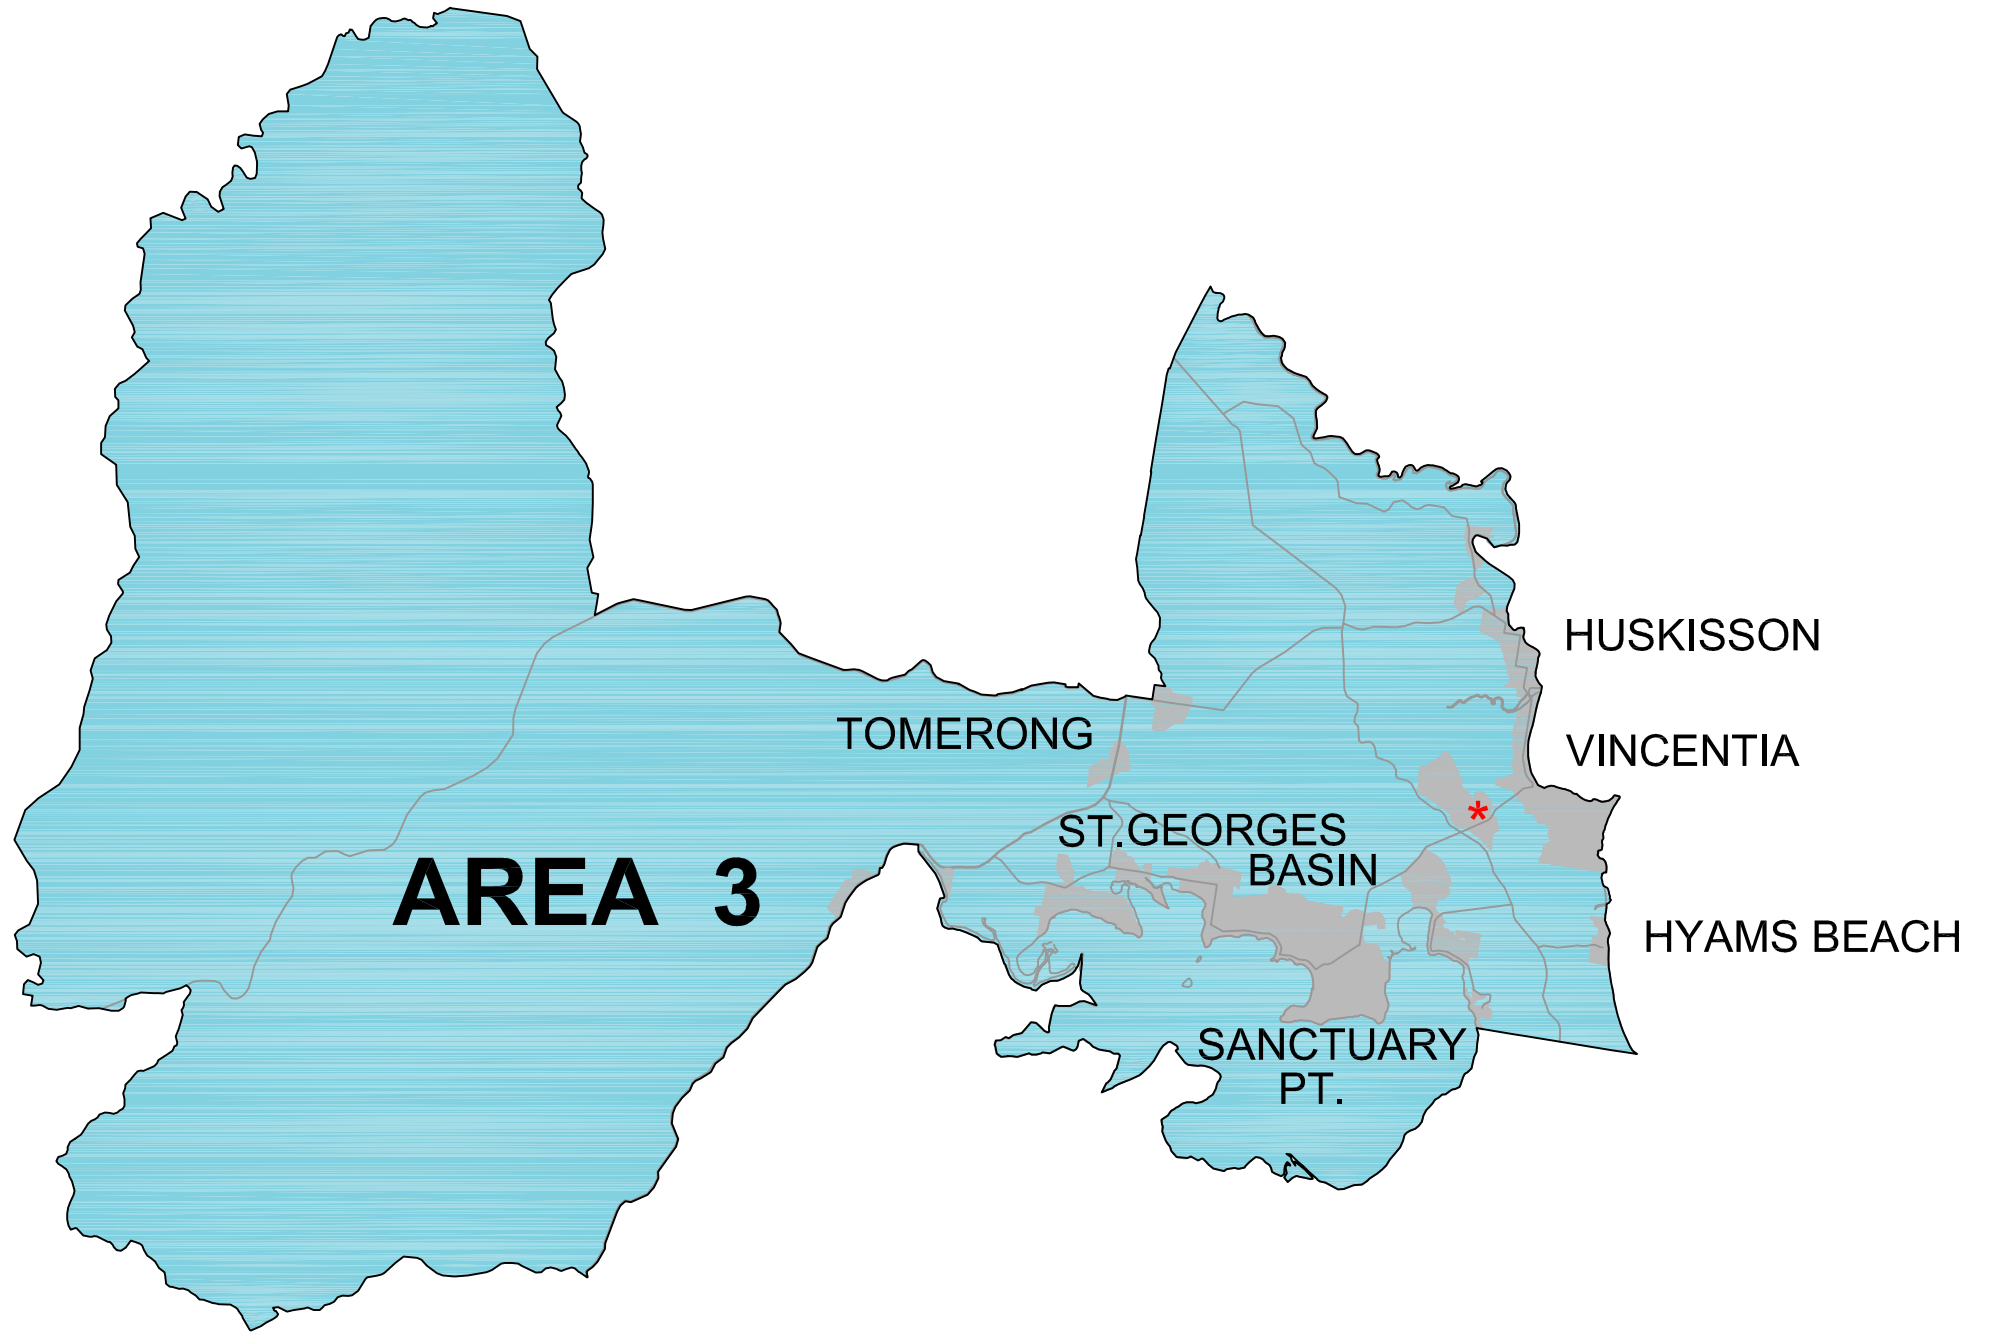 HUSKISSON
TOMERONG
VINCENTIA
*
ST.GEORGES
BASIN
AREA 3
HYAMS BEACH
SANCTUARY
PT.